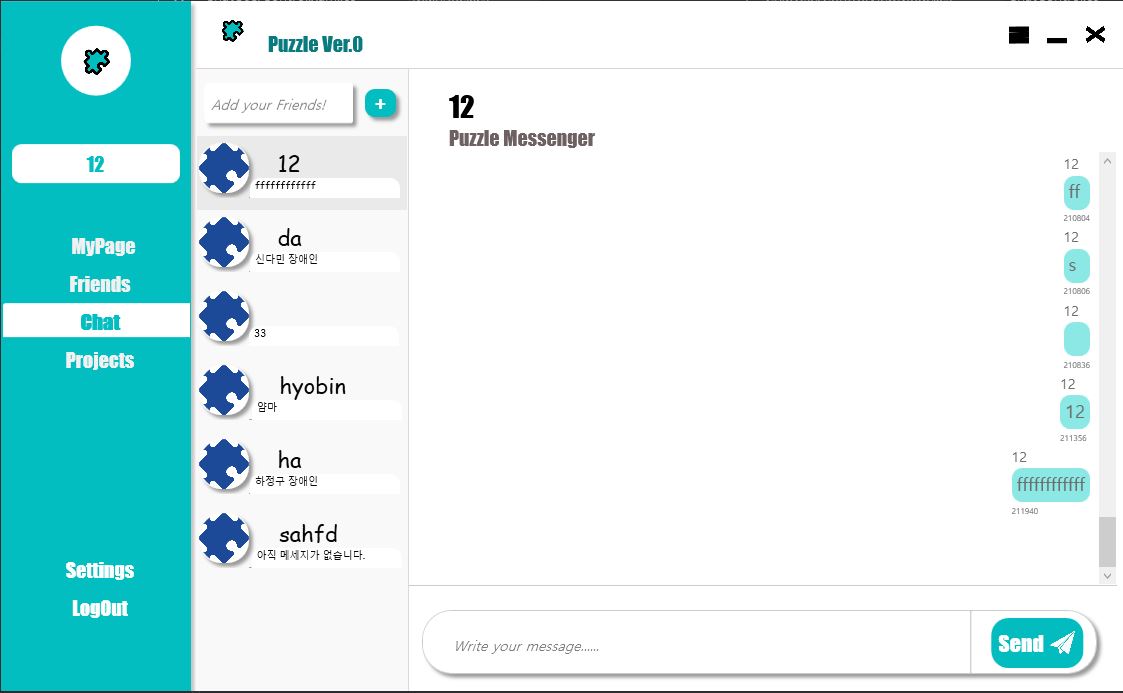 Puzzle Ver.0
12
MyPage
Friends
Chat
Projects
Settings
LogOut
Add your Friends!
+
12
ffffffffffff
da
신다민 장애인
33
hyobin
얌마
ha
하정구 장애인
sahfd
아직 메세지가 없습니다.
12
Puzzle Messenger
12
ff
210804
12
s
210806
12
210836
12
12
211356
12
ffffffffffff
211940
Write your message......
Send